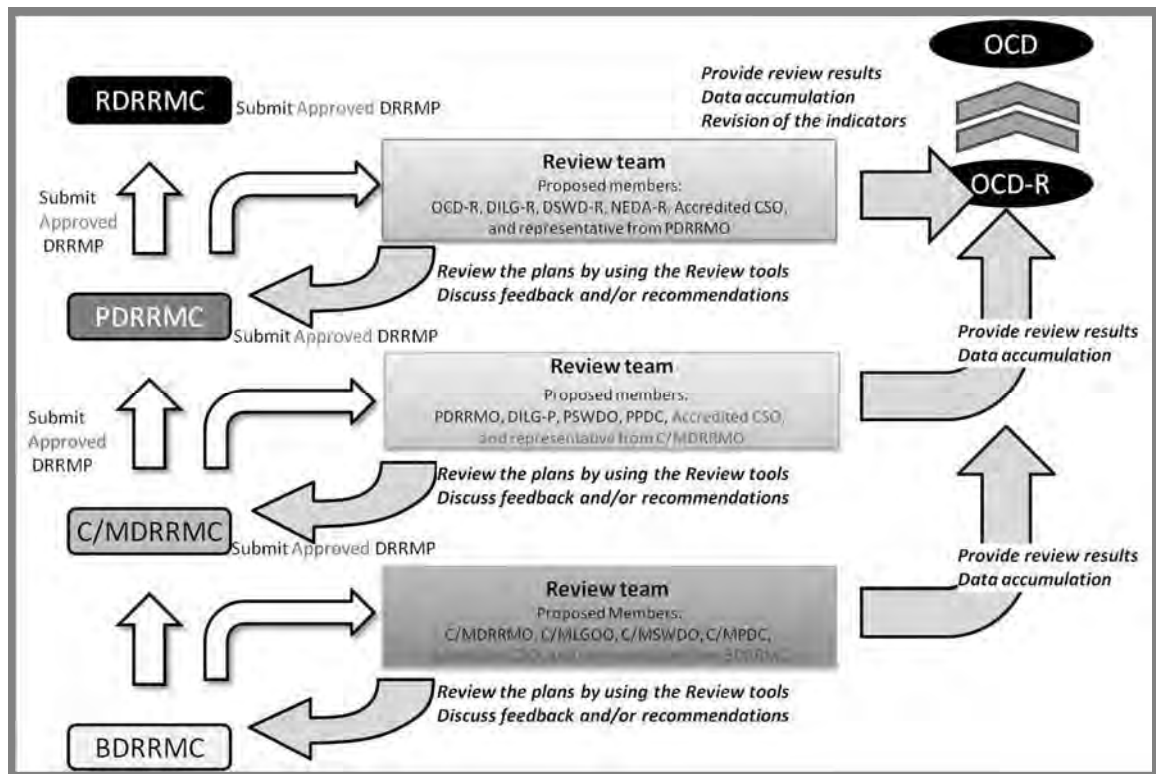 OCD
Provide review results
Data accumulation
Revision of the indicators
RDRRMC
Submit Approved DRRMP
Review team
Proposed members:
OCD-R, DILG-R, DSWD-R, NEDA-R, Accredited CSO,
and representative from PDRRMO
OCD-R
Submit
Approved
DRRMP
Review the plans by using the Review tools
Discuss feedback and/or recommendations
PDRRMC
Submit Approved DRRMP
Provide review results
Data accumulation
Review team
Proposed members:
PDRRMO, DILG-P, PSWDO, PPDC, Accredited CSO,
and representative from C/MDRRMO
Submit
Approved
DRRMP
Review the plans by using the Review tools
Discuss feedback and/or recommendations
C/MDRRMC
Submit Approved DRRMP
Provide review results
Data accumulation
Review team
Proposed Members:
C/MDRRMO, C/MLGOO, C/MSWDO, C/MPDC,
CSO, BDRRMC
Review the plans by using the Review tools
Discuss feedback and/or recommendations
BDRRMC